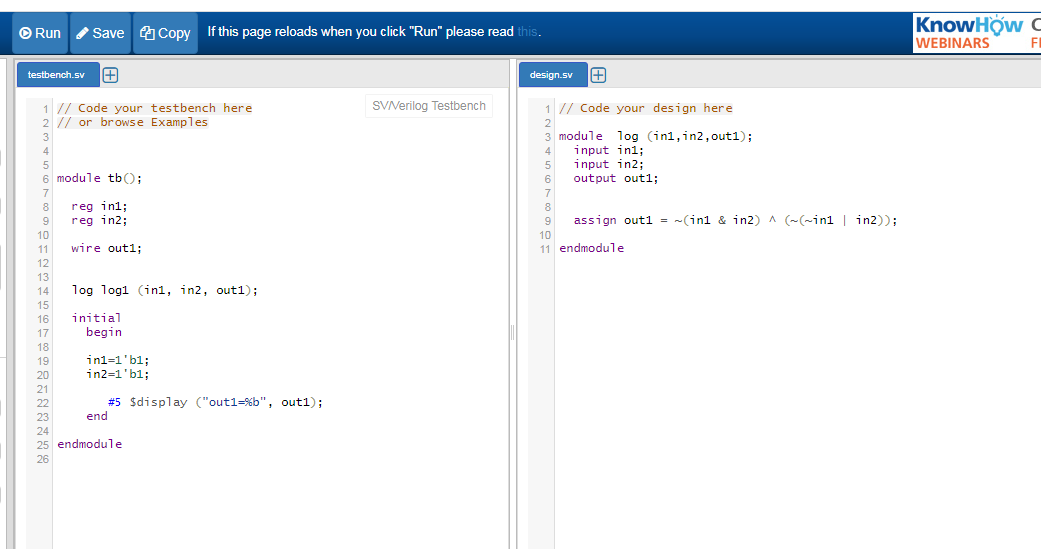 Run Save Copy If this page reloads when you click "Run" please read this.
KnowHow
WEBINARS
testbench.sv
SV/Verilog Testbench
1 // Code your testbench here
2 // or browse Examples
3
4
5
6 module tb();
7
8 reg in1;
9 reg in2;
10
11 wire out1;
12
13
14 log log1 (in1, in2, out1);
15
16 initial
17 begin
18
19 in1=1'b1;
20 in2=1'b1;
21
22 #5 $display ("out1=%b", out1);
23 end
24
25 endmodule
26
design.sv
1 // Code your design here
2
3 module log (in1,in2,out1);
4 input in1;
5 input in2;
6 output out1;
7
8
9 assign out1 = ~(in1 & in2) ^ (~(~in1 | in2));
10
11 endmodule